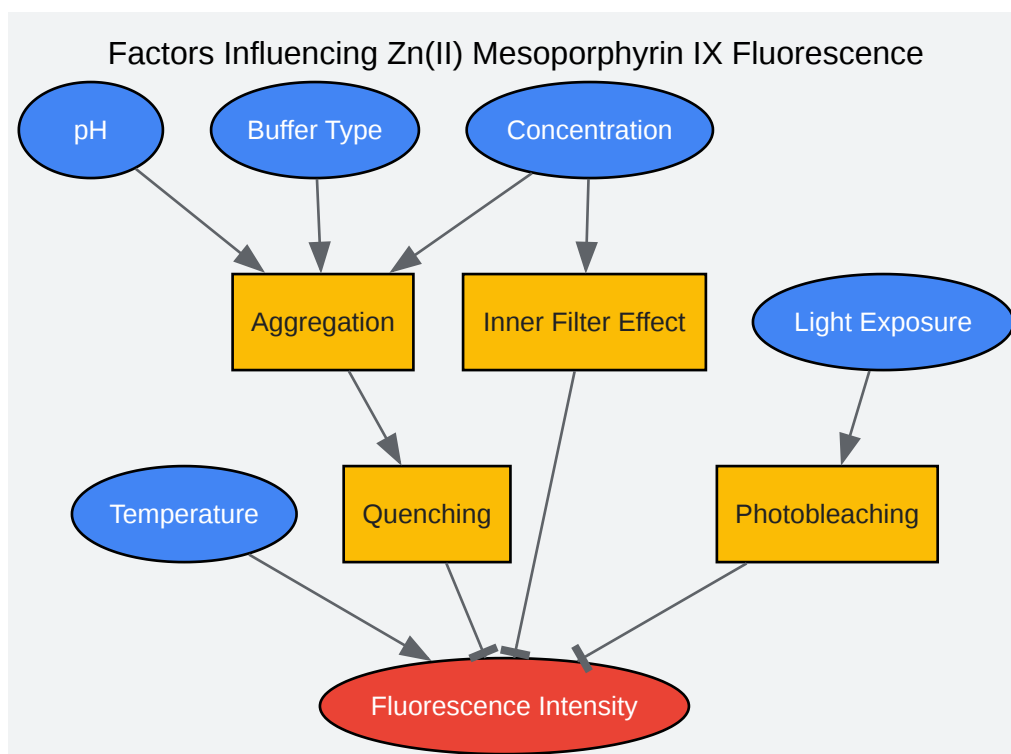 Factors Influencing Zn(II) Mesoporphyrin IX Fluorescence
pH
Buffer Type
Concentration
Aggregation
Inner Filter Effect
Light Exposure
Temperature
Quenching
Photobleaching
Fluorescence Intensity